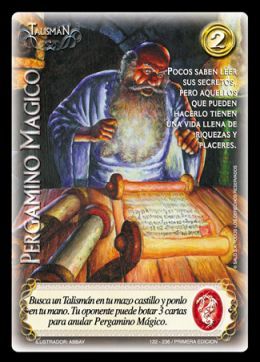 TALISMÁN
2
PERGAMINO MAGICO
POCOS SABEN LEER
SUS SECRETOS,
PERO AQUELLOS
QUE PUEDEN
HACERLO TIENEN
UNA VIDA LLENA DE
RIQUEZAS Y
PLACERES.
Busca un Talismán en tu mazo castillo y ponlo
en tu mano. Tu oponente puede botar 3 cartas
para anular Pergamino Mágico.
ILUSTRADOR: ABBAY
122 - 236 / PRIMERA EDICION